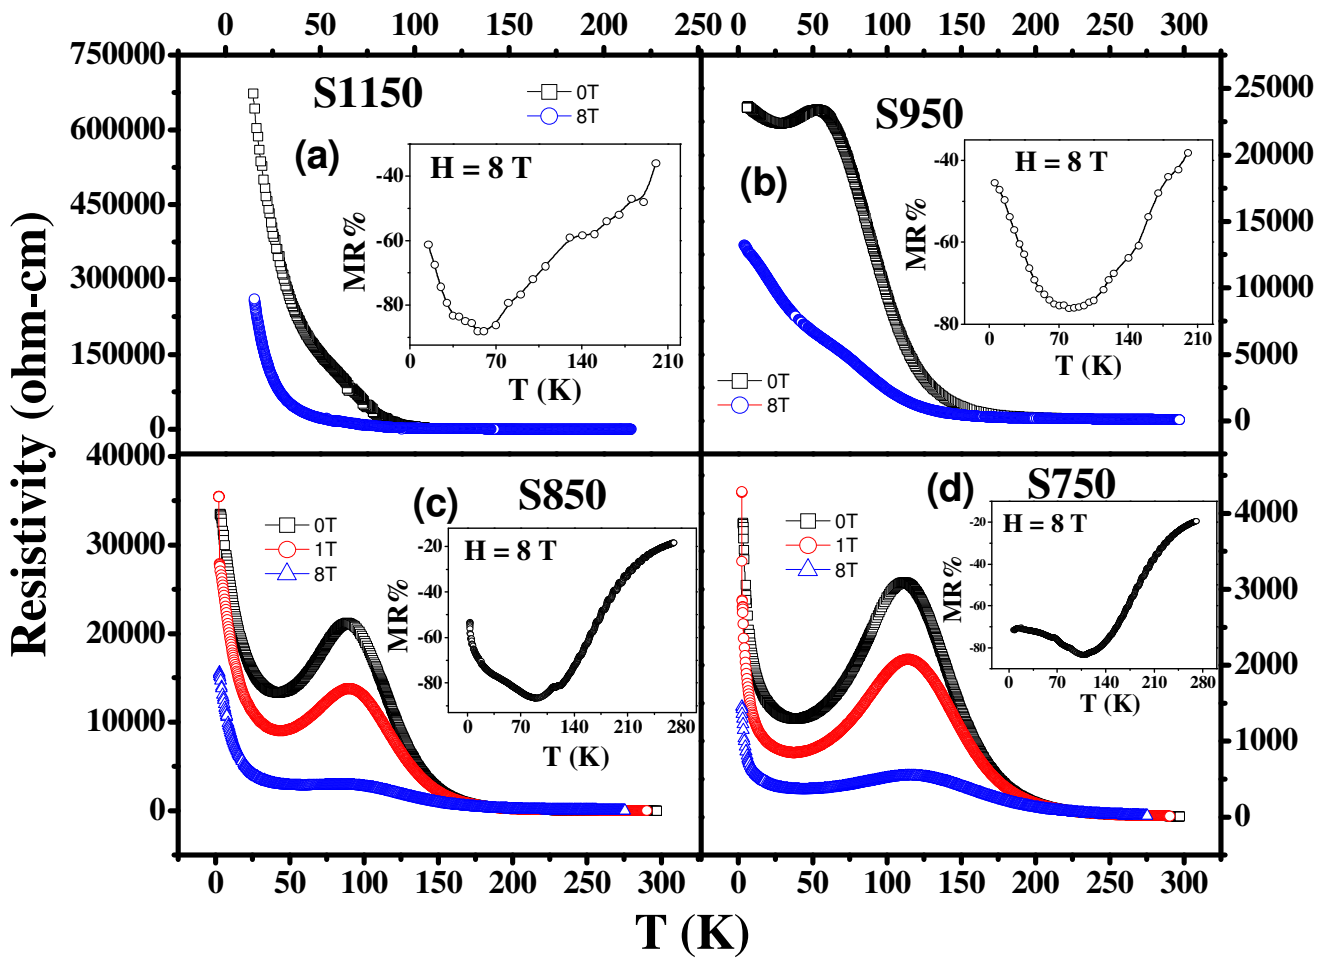 0 50 100 150 200 250
0 50 100 150 200 250 300
Resistivity (ohm-cm)
750000
600000
450000
300000
150000
0
S1150
0T
8T
(a)
H = 8 T
MR%
-40
-60
-80
0 70 140 210
T (K)
S950
(b)
0T
8T
H = 8 T
MR%
-40
-60
-80
0 70 140 210
T (K)
25000
20000
15000
10000
5000
0
40000
30000
20000
10000
0
(c)
S850
0T
1T
8T
H = 8 T
MR%
-20
-40
-60
-80
0 70 140 210 280
T (K)
(d)
S750
0T
1T
8T
H = 8 T
MR%
-20
-40
-60
-80
0 70 140 210 280
T (K)
4000
3000
2000
1000
0
0 50 100 150 200 250 300
0 50 100 150 200 250 300
T (K)